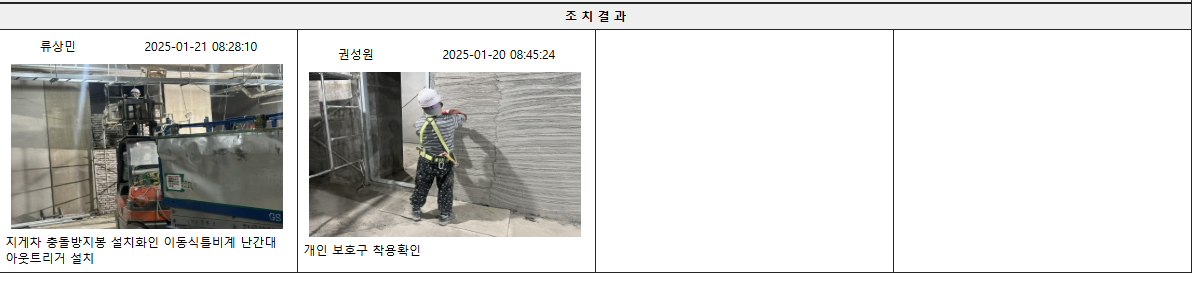 조 치 결 과
류상민 2025-01-21 08:28:10
지게차 충돌방지봉 설치화인 이동식틀비계 난간대
아웃트리거 설치
권성원 2025-01-20 08:45:24
개인 보호구 착용확인
GS